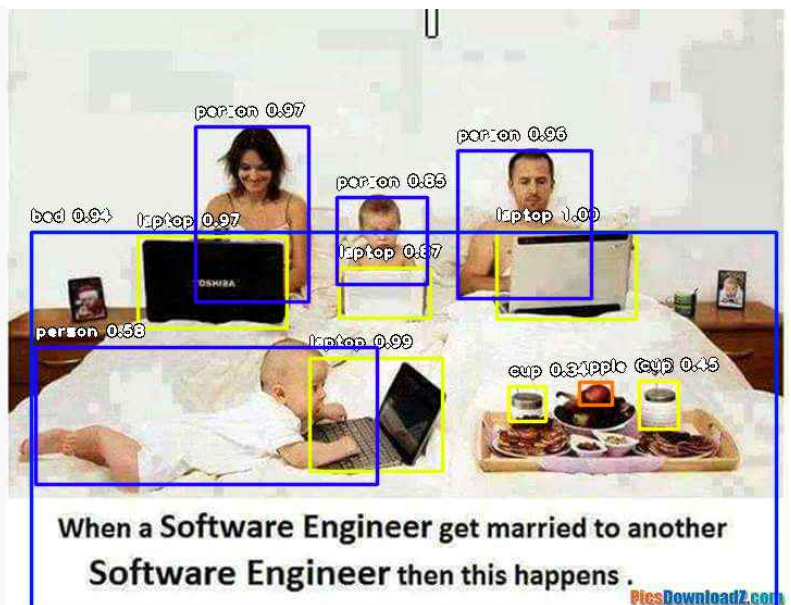 person 0.97
person 0.96
person 0.85
bed 0.94
laptop 0.97
laptop 1.00
laptop 0.87
TOSHIBA
person 0.58
laptop 0.99
cup 0.34
apple
cup 0.45
When a Software Engineer get married to another
Software Engineer then this happens .
PicsDownloadZ.com